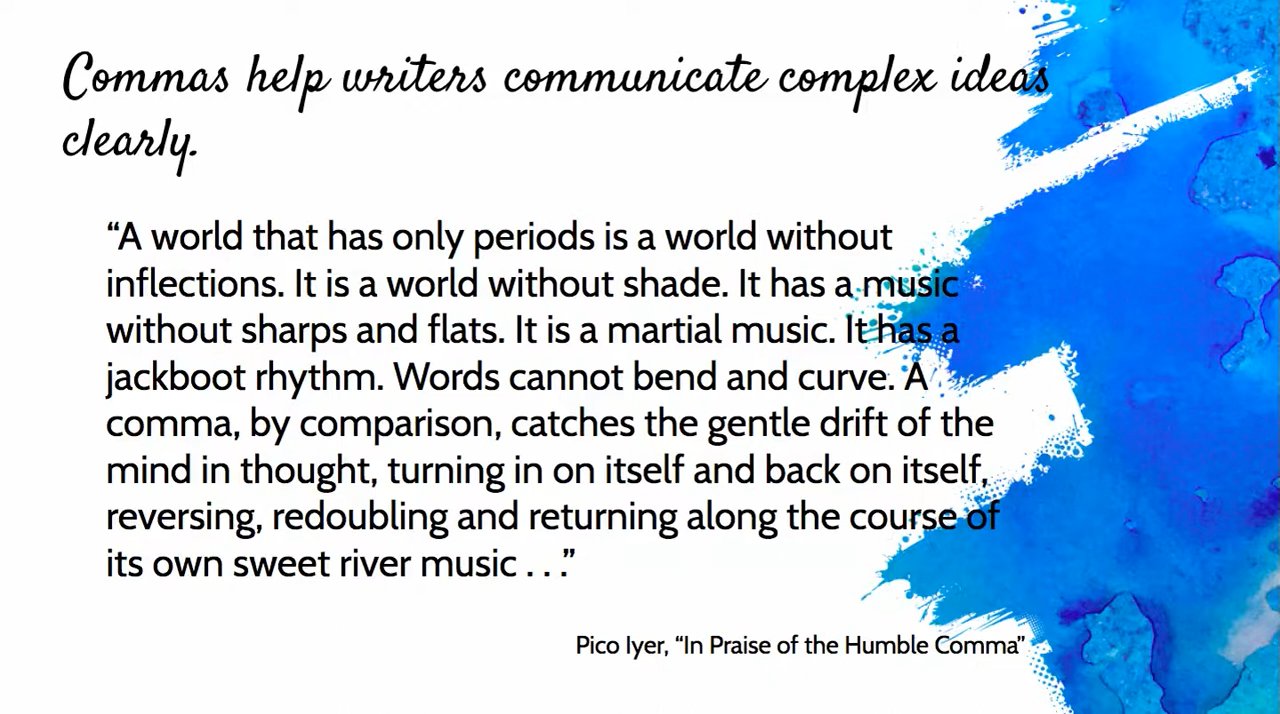 Commas help writers communicate complex ideas
clearly.
“A world that has only periods is a world without
inflections. It is a world without shade. It has a music
without sharps and flats. It is a martial music. It has a
jackboot rhythm. Words cannot bend and curve. A
comma, by comparison, catches the gentle drift of the
mind in thought, turning in on itself and back on itself,
reversing, redoubling and returning along the course of
its own sweet river music . . .”
Pico Iyer, “In Praise of the Humble Comma”